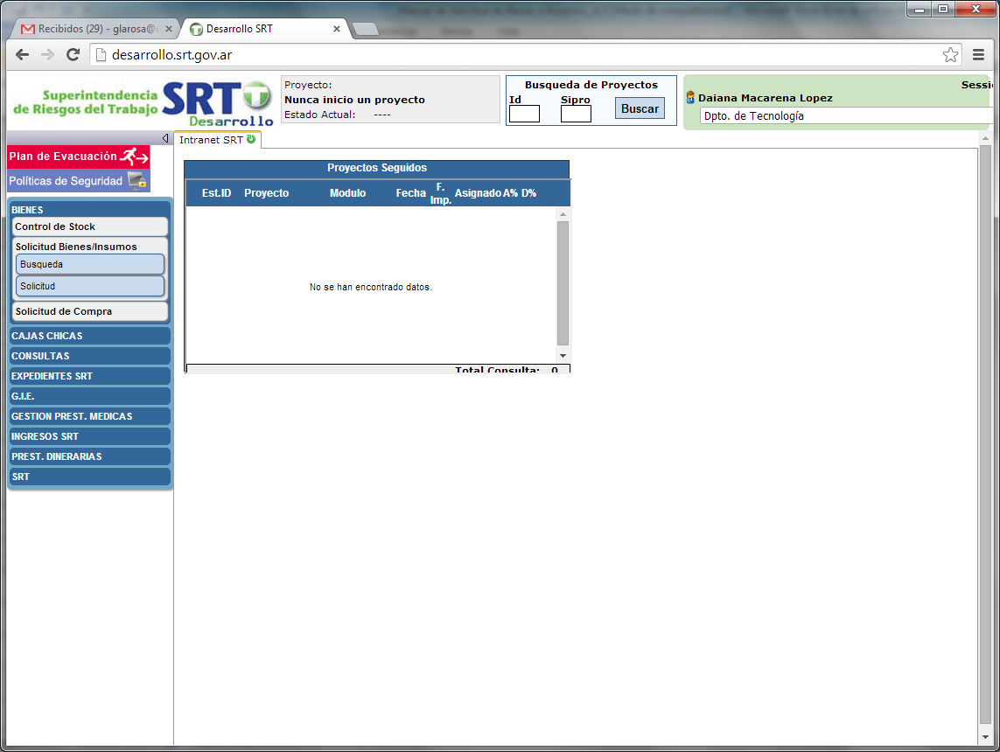 Recibidos (29) - glarosa@
Desarrollo SRT
desarrollo.srt.gov.ar
Superintendencia
de Riesgos del Trabajo
SRT
Desarrollo
Proyecto:
Nunca inicio un proyecto
Estado Actual: ----
Busqueda de Proyectos
Id Sipro
Buscar
Sessi
Daiana Macarena Lopez
Dpto. de Tecnología
Intranet SRT
Plan de Evacuación
Políticas de Seguridad
BIENES
Control de Stock
Solicitud Bienes/Insumos
Busqueda
Solicitud
Solicitud de Compra
CAJAS CHICAS
CONSULTAS
EXPEDIENTES SRT
G.I.E.
GESTION PREST. MEDICAS
INGRESOS SRT
PREST. DINERARIAS
SRT
Proyectos Seguidos
Est.ID Proyecto Modulo Fecha F. Imp. Asignado A% D%
No se han encontrado datos.
Total Consulta: 0